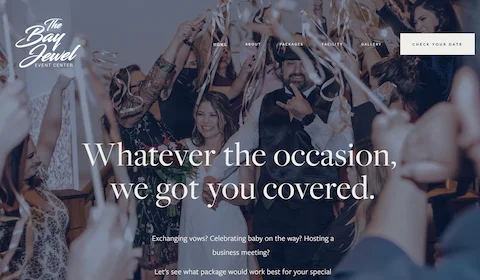 The
Bay
Jewel
EVENT CENTER
HOME ABOUT PACKAGES FACILITY GALLERY CHECK YOUR DATE
Whatever the occasion,
we got you covered.
Exchanging vows? Celebrating baby on the way? Hosting a
business meeting?
Let's see what package would work best for your special